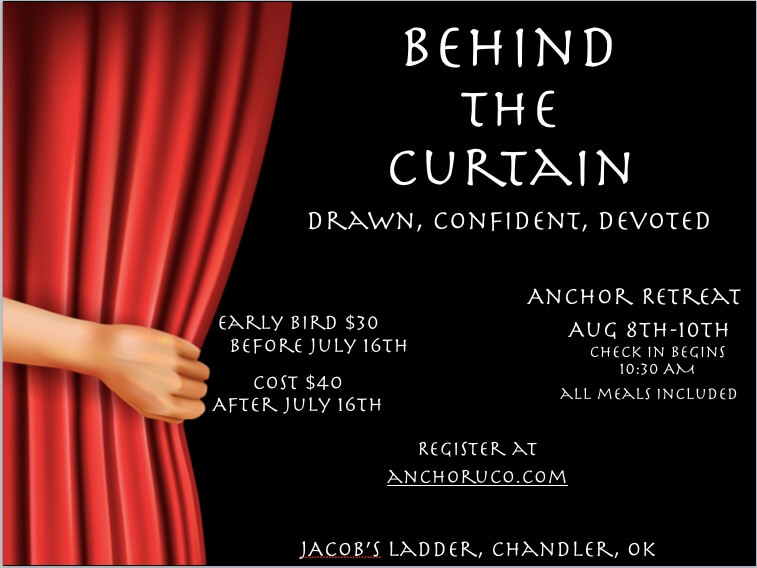 BEHIND
THE
CURTAIN
DRAWN, CONFIDENT, DEVOTED
EARLY BIRD $30
BEFORE JULY 16TH
COST $40
AFTER JULY 16TH
ANCHOR RETREAT
AUG 8TH-10TH
CHECK IN BEGINS
10:30 AM
ALL MEALS INCLUDED
REGISTER AT
ANCHORUCO.COM
JACOB'S LADDER, CHANDLER, OK